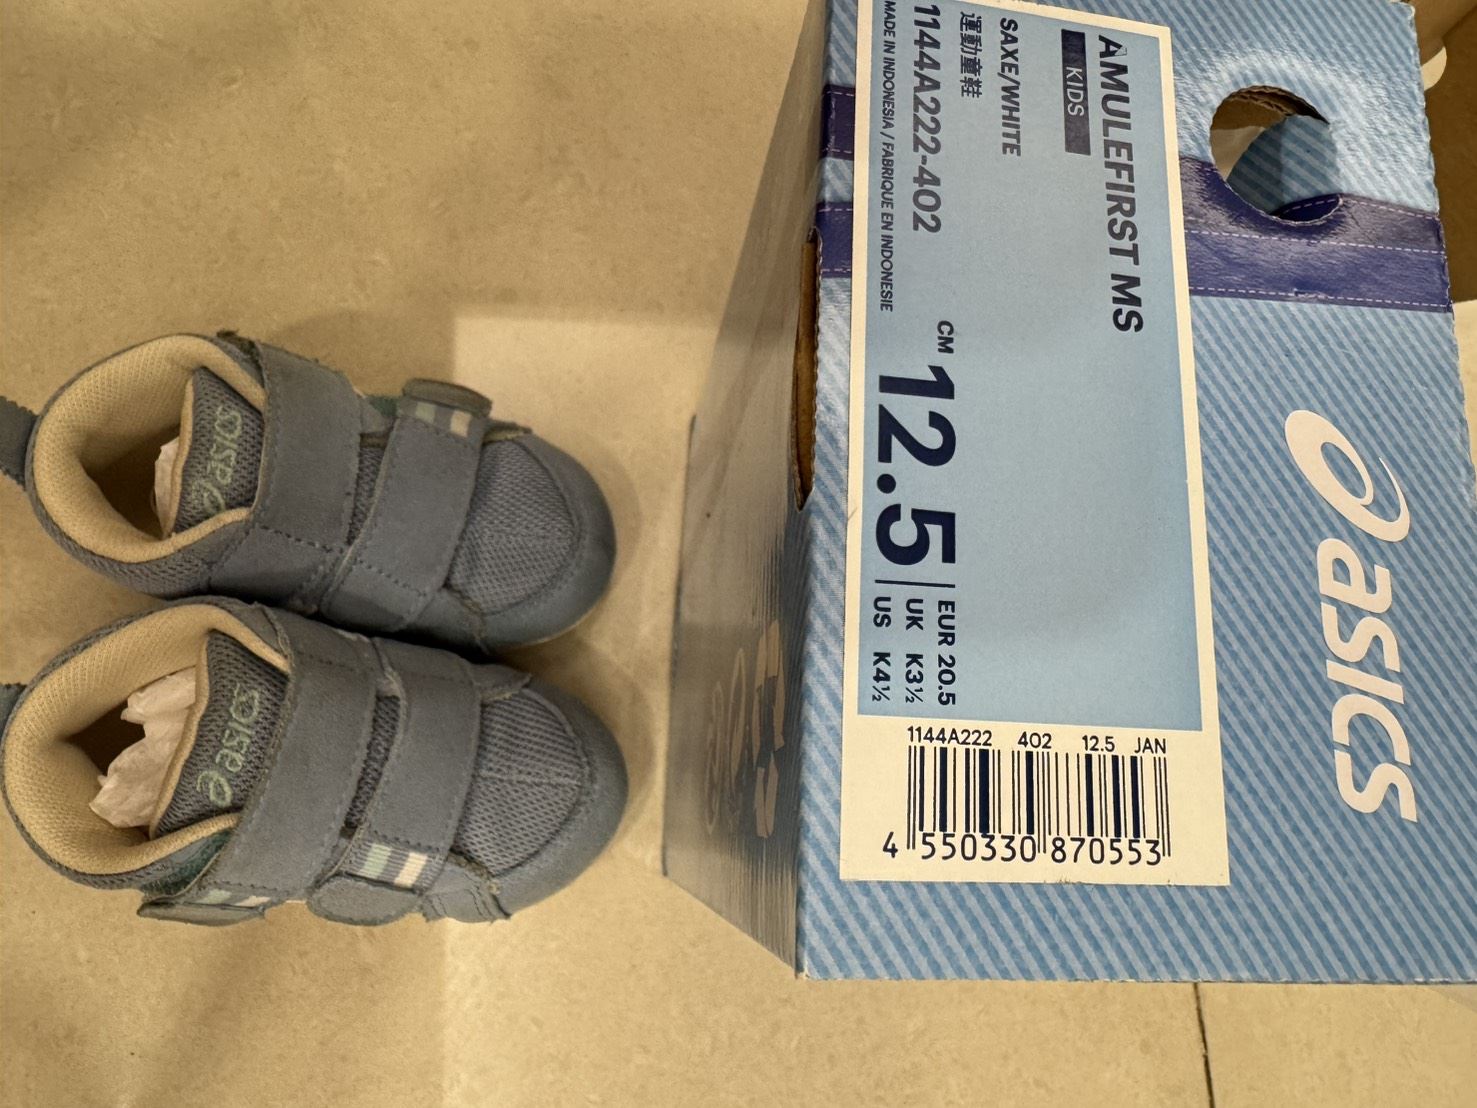 asics
AMULEFIRST MS
KIDS
SAXE/WHITE
運動童鞋
1144A222-402
MADE IN INDONESIA / FABRIQUE EN INDONESIE
CM
12.5
EUR 20.5
UK K3½
US K4½
1144A222 402 12.5 JAN
4 550330 870553
asics
asics